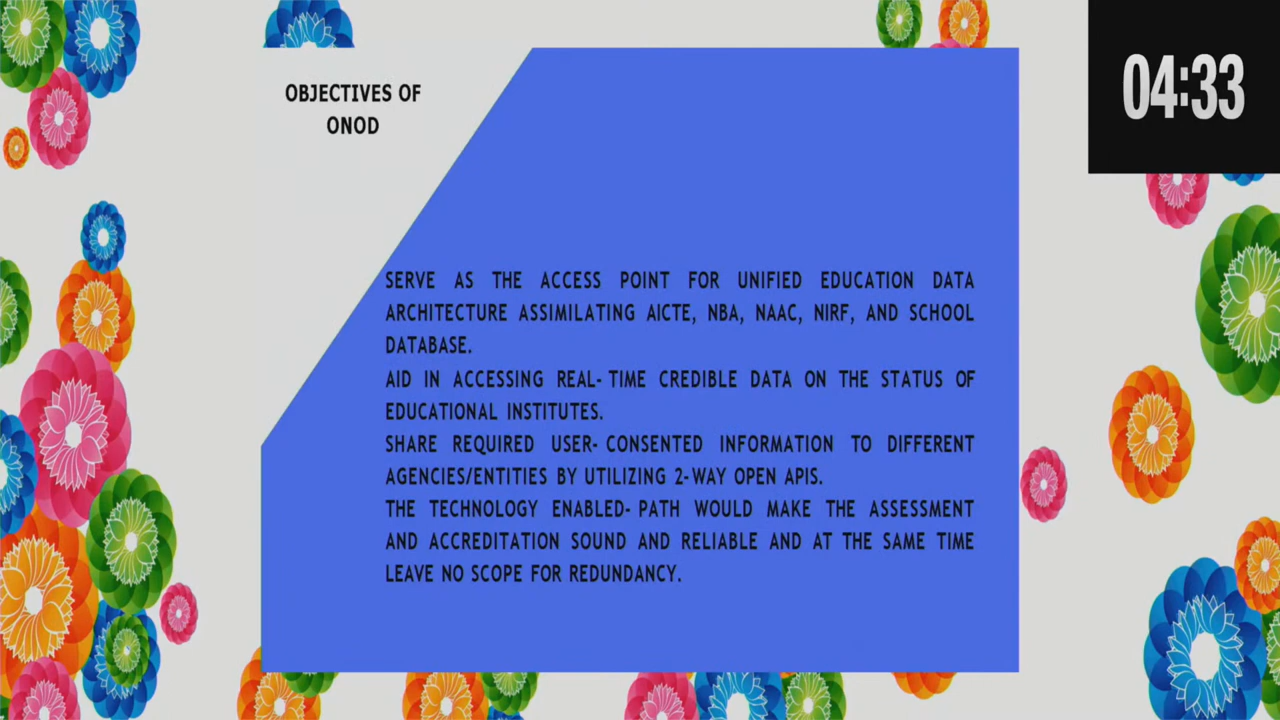 04:33
OBJECTIVES OF
ONOD
SERVE AS THE ACCESS POINT FOR UNIFIED EDUCATION DATA
ARCHITECTURE ASSIMILATING AICTE, NBA, NAAC, NIRF, AND SCHOOL
DATABASE.
AID IN ACCESSING REAL- TIME CREDIBLE DATA ON THE STATUS OF
EDUCATIONAL INSTITUTES.
SHARE REQUIRED USER- CONSENTED INFORMATION TO DIFFERENT
AGENCIES/ENTITIES BY UTILIZING 2-WAY OPEN APIS.
THE TECHNOLOGY ENABLED- PATH WOULD MAKE THE ASSESSMENT
AND ACCREDITATION SOUND AND RELIABLE AND AT THE SAME TIME
LEAVE NO SCOPE FOR REDUNDANCY.